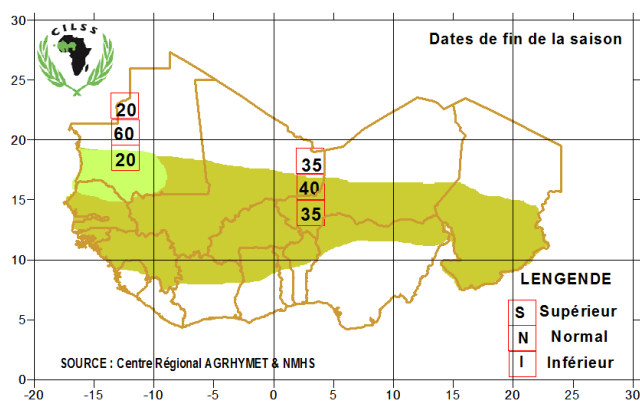 CILSS
Dates de fin de la saison
30
25
20
15
10
5
0
20
60
20
35
40
35
LENGENDE
S Supérieur
N Normal
I Inférieur
SOURCE : Centre Régional AGRHYMET & NMHS
-20 -15 -10 -5 0 5 10 15 20 25 30